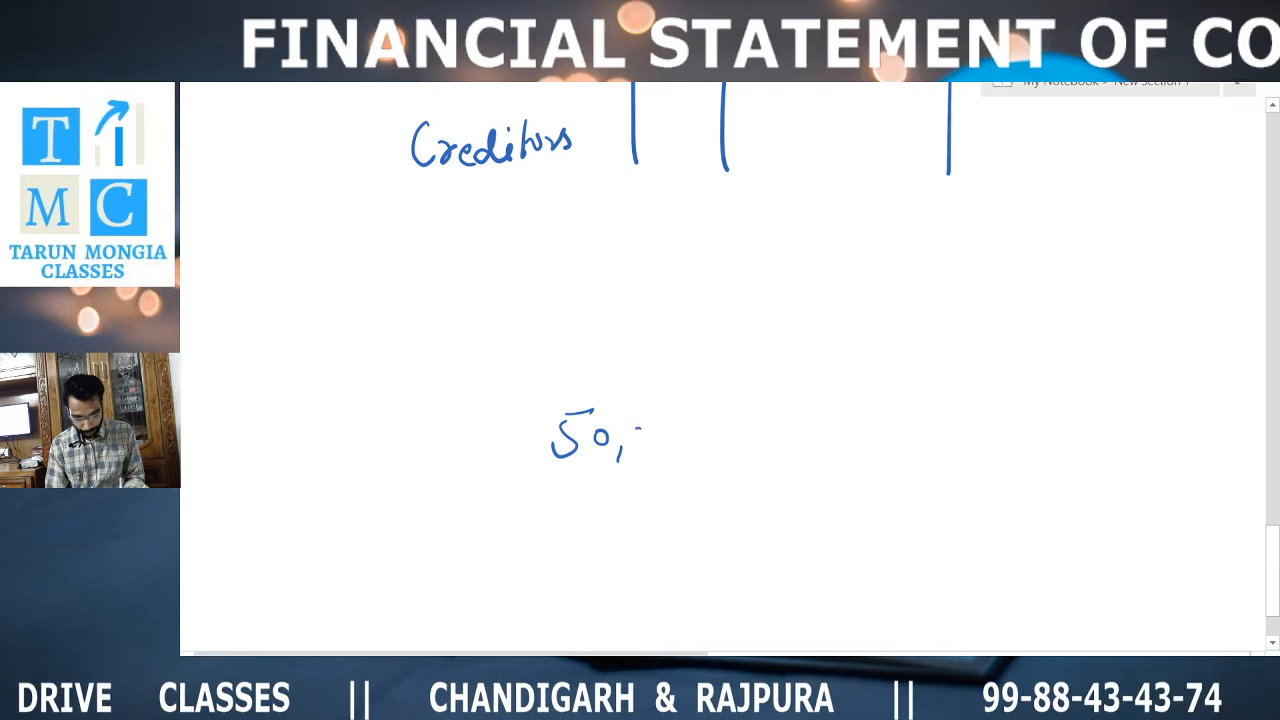 FINANCIAL STATEMENT OF CO
T
M C
TARUN MONGIA
CLASSES
Creditors
50,
DRIVE CLASSES || CHANDIGARH & RAJPURA || 99-88-43-43-74